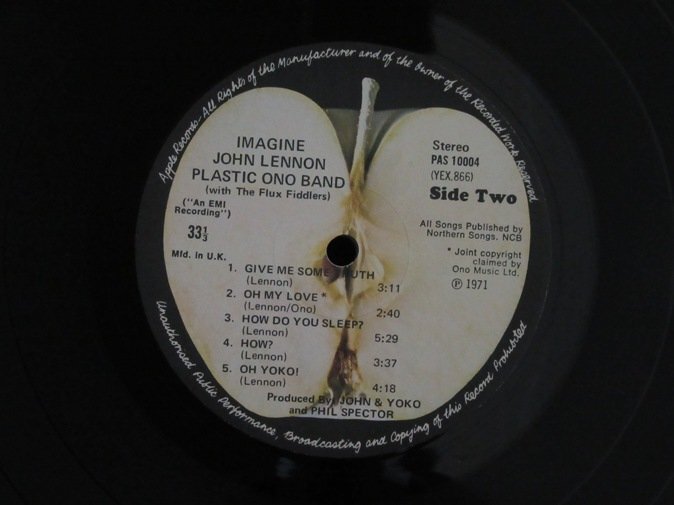 Apple Records-All Rights of the Manufacturer and of the Owner of the Recorded Work Reserved
IMAGINE
JOHN LENNON
PLASTIC ONO BAND
(with The Flux Fiddlers)
("An EMI
Recording")
33⅓
Mfd. in U.K.
Stereo
PAS 10004
(YEX.866)
Side Two
All Songs Published by
Northern Songs. NCB
* Joint copyright
claimed by
Ono Music Ltd.
℗ 1971
1. GIVE ME SOME TRUTH
(Lennon) 3:11
2. OH MY LOVE *
(Lennon/Ono) 2:40
3. HOW DO YOU SLEEP?
(Lennon) 5:29
4. HOW?
(Lennon) 3:37
5. OH YOKO!
(Lennon) 4:18
Produced By: JOHN & YOKO
and PHIL SPECTOR
Unauthorised Public Performance, Broadcasting and Copying of this Record Prohibited